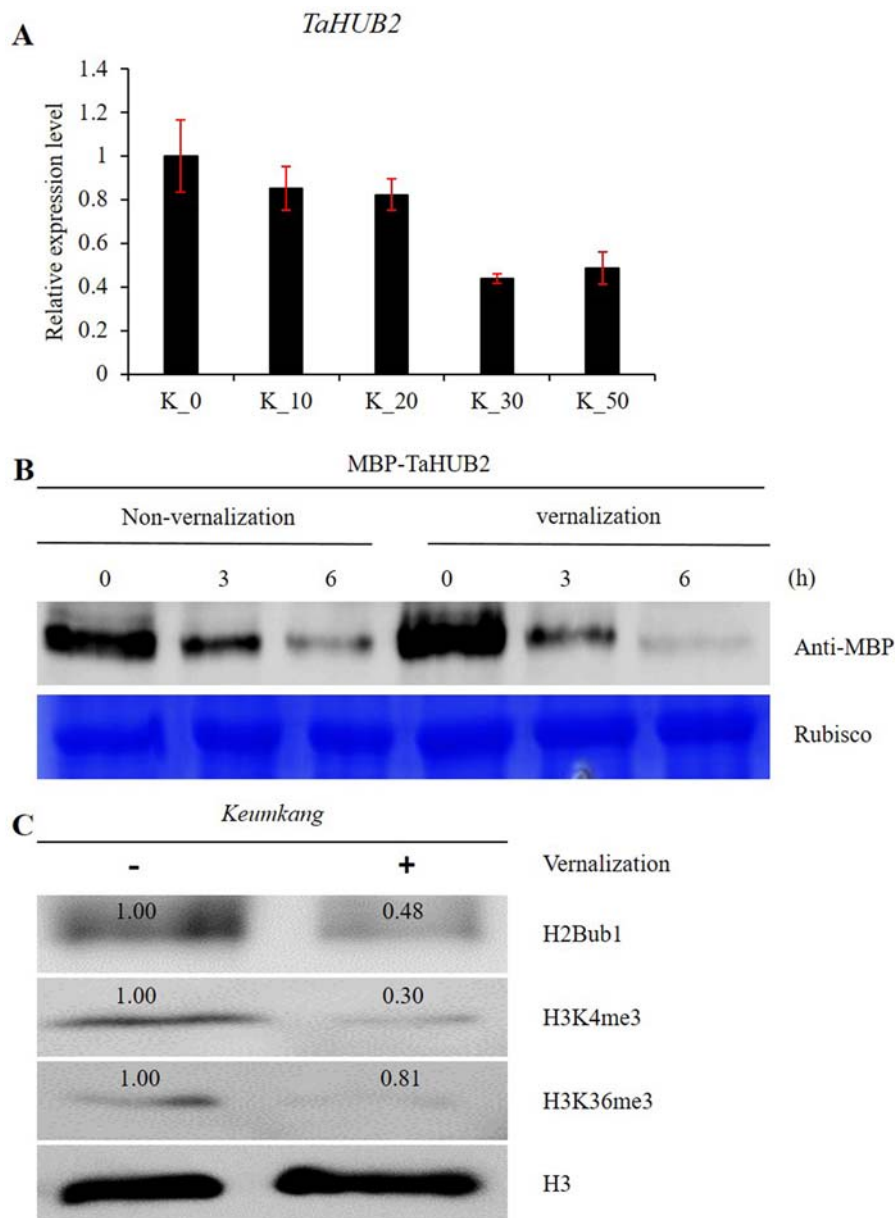 A
TaHUB2
Relative expression level
1.4
1.2
1
0.8
0.6
0.4
0.2
0
K_0 K_10 K_20 K_30 K_50
B
MBP-TaHUB2
Non-vernalization vernalization
0 3 6 0 3 6 (h)
Anti-MBP
Rubisco
C
Keumkang
- + Vernalization
1.00 0.48 H2Bub1
1.00 0.30 H3K4me3
1.00 0.81 H3K36me3
H3